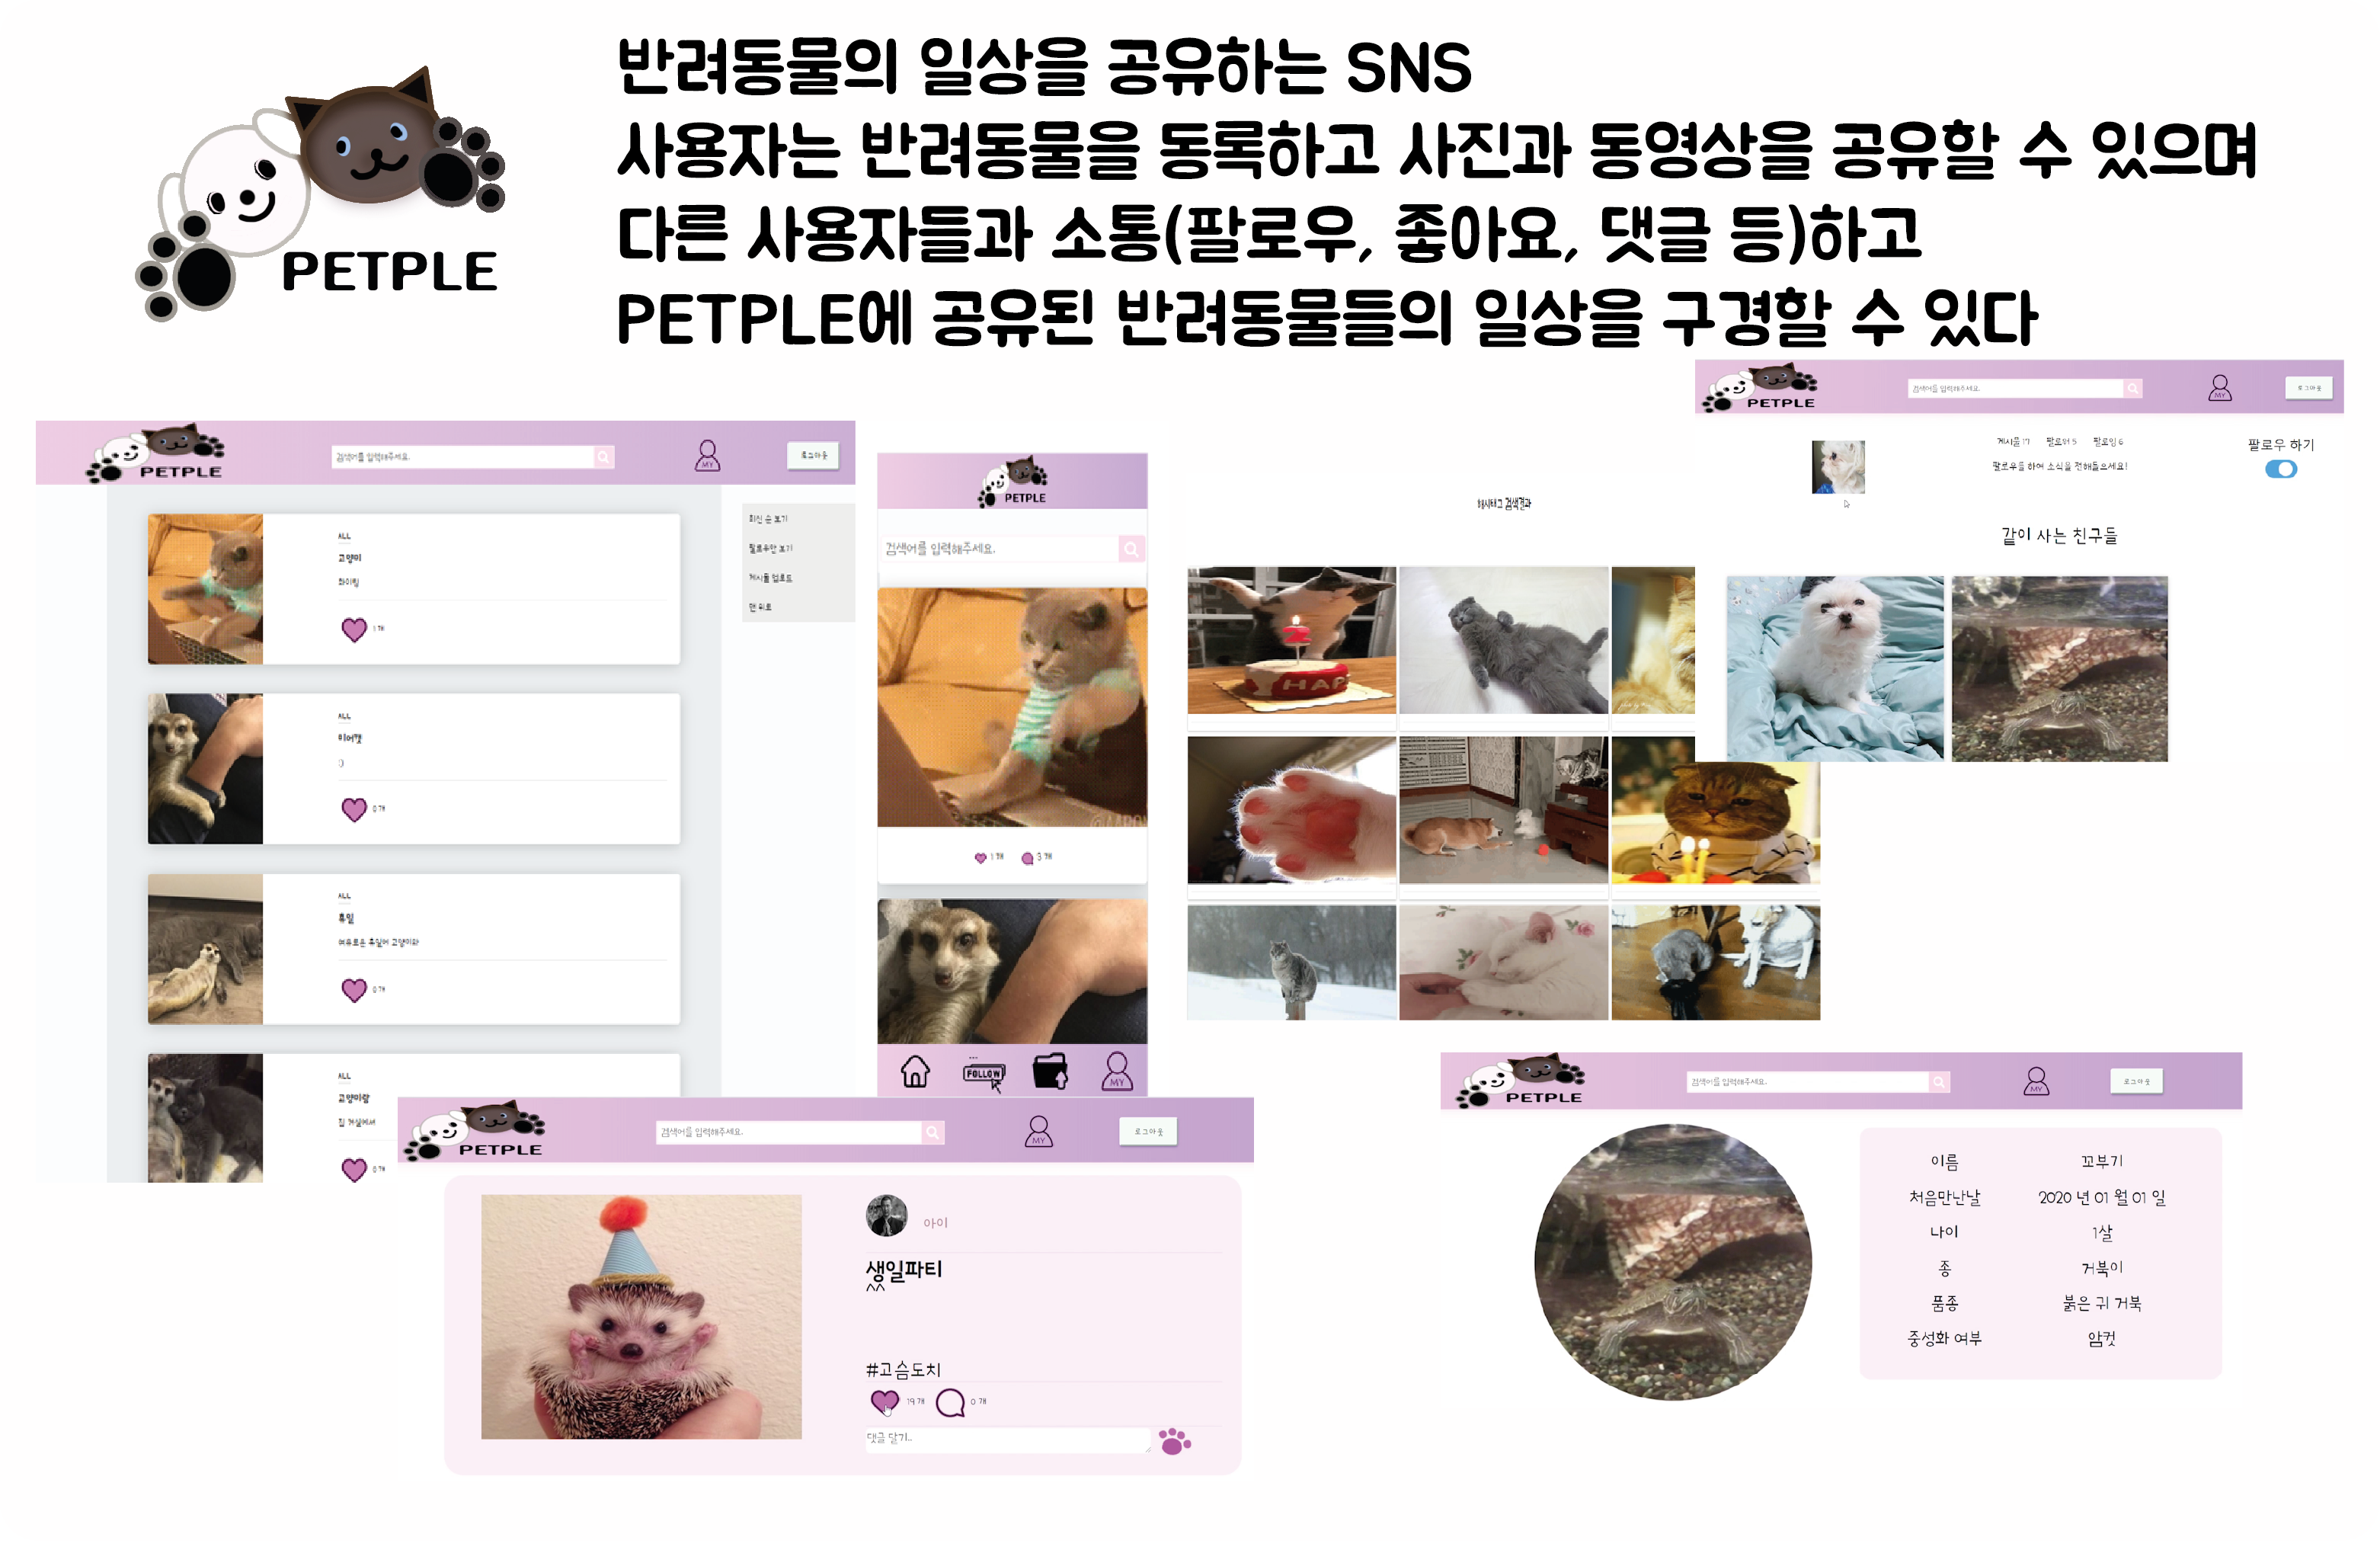 반려동물의 일상을 공유하는 SNS
사용자는 반려동물을 동록하고 사진과 동영상을 공유할 수 있으며
다른 사용자들과 소통(팔로우, 좋아요, 댓글 등)하고
PETPLE에 공유된 반려동물들의 일상을 구경할 수 있다
PETPLE
PETPLE
검색어를 입력해주세요.
MY
로그아웃
최신 순 보기
팔로우만 보기
게시물 업로드
맨 위로
ALL
고양이
화이팅
1 개
ALL
미어캣
:)
0 개
ALL
휴일
여유로운 휴일에 고양이와
0 개
ALL
고양이랑
집 거실에서
0 개
PETPLE
검색어를 입력해주세요.
1 개
3 개
FOLLOW
MY
해시태그 검색결과
HAP
PETPLE
검색어를 입력해주세요.
MY
로그아웃
게시물 17 팔로워 5 팔로잉 6
팔로우를 하여 소식을 전해들으세요!
팔로우 하기
같이 사는 친구들
PETPLE
검색어를 입력해주세요.
MY
로그아웃
아이
생일파티
^^
#고슴도치
19 개
0 개
댓글 달기..
PETPLE
검색어를 입력해주세요.
MY
로그아웃
이름 꼬부기
처음만난날 2020 년 01 월 01 일
나이 1살
종 거북이
품종 붉은 귀 거북
중성화 여부 암컷